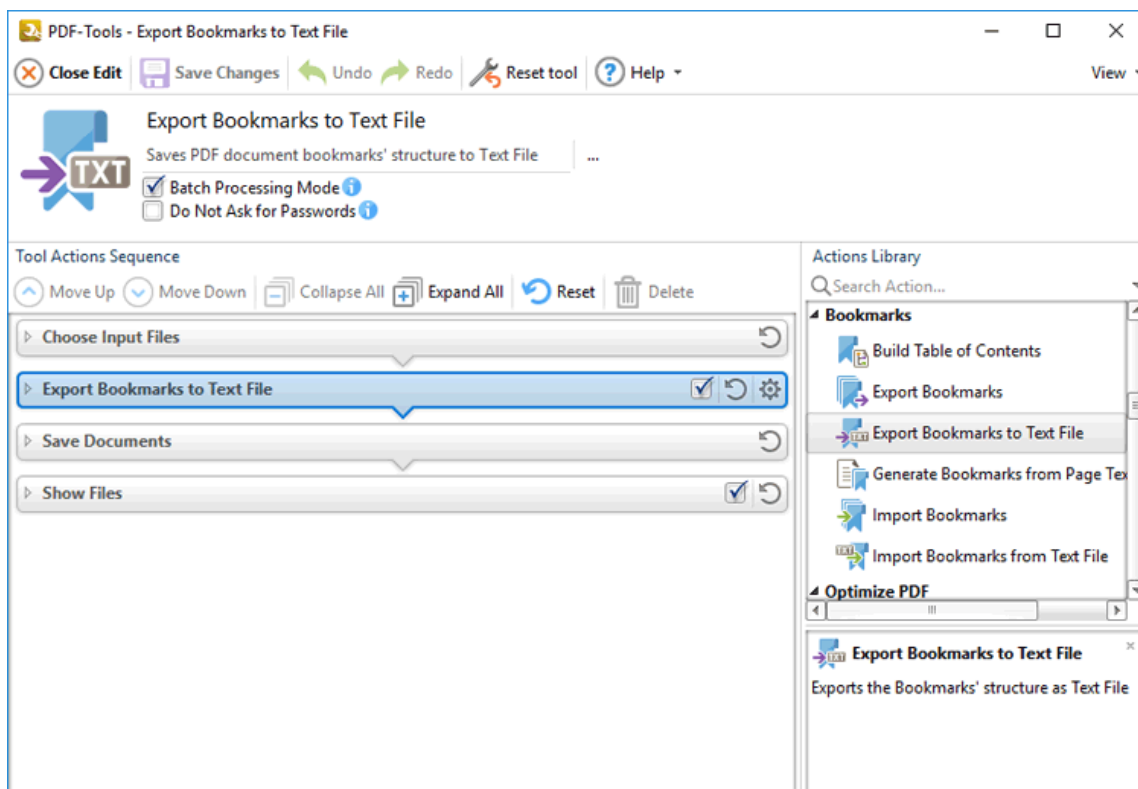 PDF-Tools - Export Bookmarks to Text File
Close Edit Save Changes Undo Redo Reset tool Help View
Export Bookmarks to Text File
Saves PDF document bookmarks' structure to Text File ...
TXT
Batch Processing Mode
Do Not Ask for Passwords
Tool Actions Sequence
Move Up Move Down Collapse All Expand All Reset Delete
Choose Input Files
Export Bookmarks to Text File
Save Documents
Show Files
Actions Library
Search Action...
Bookmarks
Build Table of Contents
Export Bookmarks
Export Bookmarks to Text File
Generate Bookmarks from Page Tex
Import Bookmarks
Import Bookmarks from Text File
Optimize PDF
Export Bookmarks to Text File
Exports the Bookmarks' structure as Text File